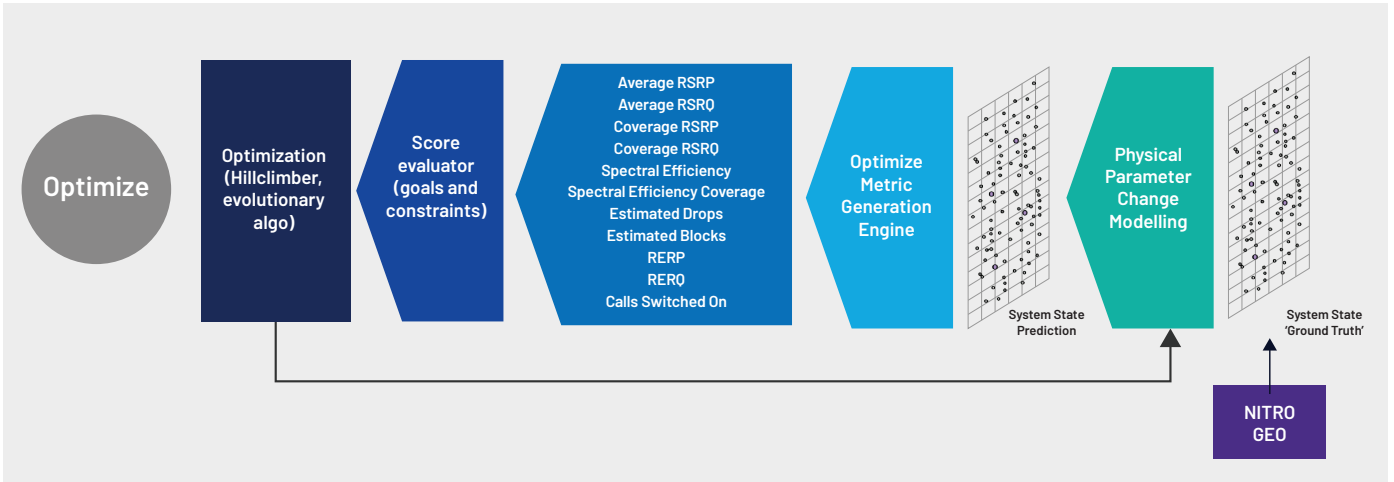 Optimize
Optimization
(Hillclimber,
evolutionary
algo)
Score
evaluator
(goals and
constraints)
Average RSRP
Average RSRQ
Coverage RSRP
Coverage RSRQ
Spectral Efficiency
Spectral Efficiency Coverage
Estimated Drops
Estimated Blocks
RERP
RERQ
Calls Switched On
Optimize
Metric
Generation
Engine
System State
Prediction
Physical
Parameter
Change
Modelling
System State
‘Ground Truth’
NITRO
GEO